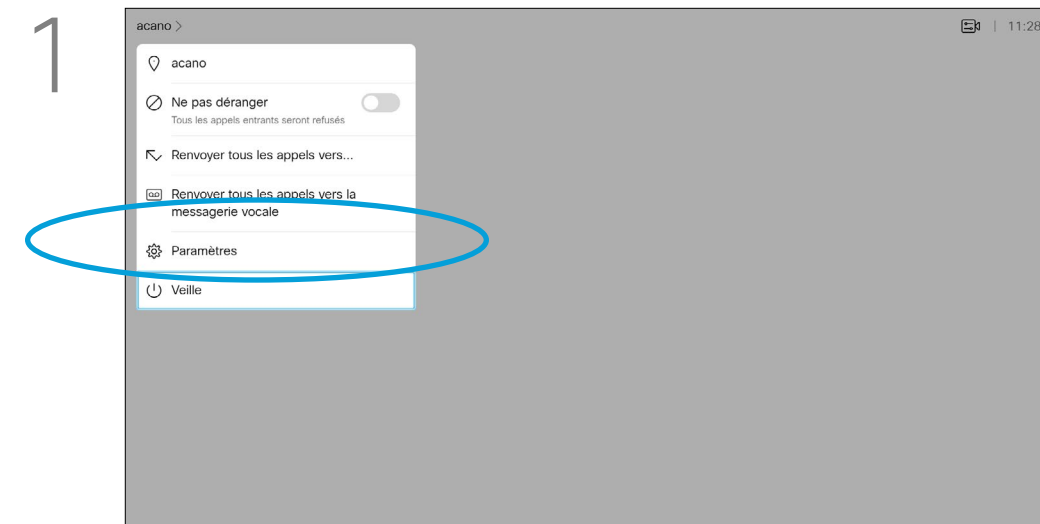 1
acano >
11:28
acano
Ne pas déranger
Tous les appels entrants seront refusés
Renvoyer tous les appels vers...
Renvoyer tous les appels vers la
messagerie vocale
Paramètres
Veille